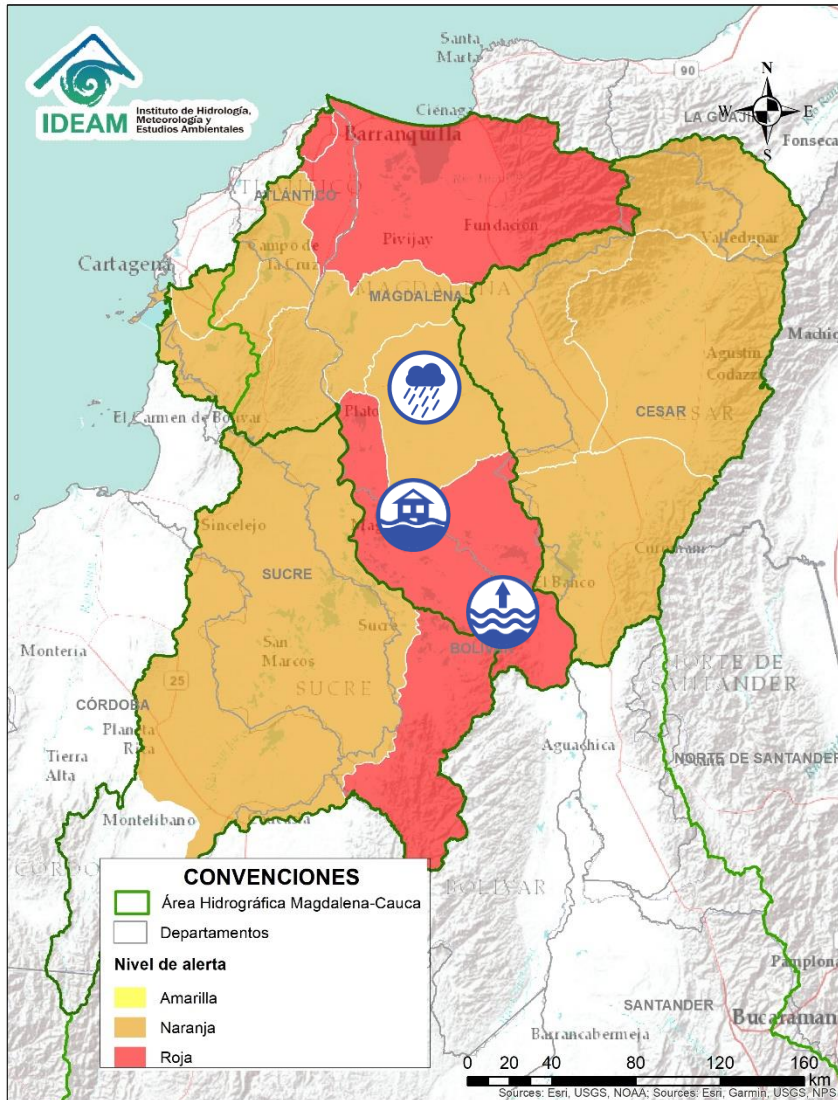 IDEAM
Instituto de Hidrología,
Meteorología y
Estudios Ambientales
Santa
Marta
90
N
W
E
S
Ciénaga
LA GUAJIRA
Fonseca
Barranquilla
ATLÁNTICO
Pivijay
Fundación
Valledupar
Campo de
la Cruz
Cartagena
MAGDALENA
Agustín
Codazzi
El Carmen de Bolívar
Plato
CESAR
Sincelejo
SUCRE
El Banco
Sucre
San
Marcos
SUCRE
Montería
25
CÓRDOBA
Planeta
Rica
Tierra
Alta
NORTE DE
SANTANDER
Aguachica
NORTE DE SANTANDER
Montelíbano
BOLÍVAR
CONVENCIONES
Área Hidrográfica Magdalena-Cauca
Departamentos
Nivel de alerta
Amarilla
Naranja
Roja
Pamplona
SANTANDER
Bucaraman
Barrancabermeja
0 20 40 80 120 160
km
Sources: Esri, USGS, NOAA; Sources: Esri, Garmin, USGS, NPS